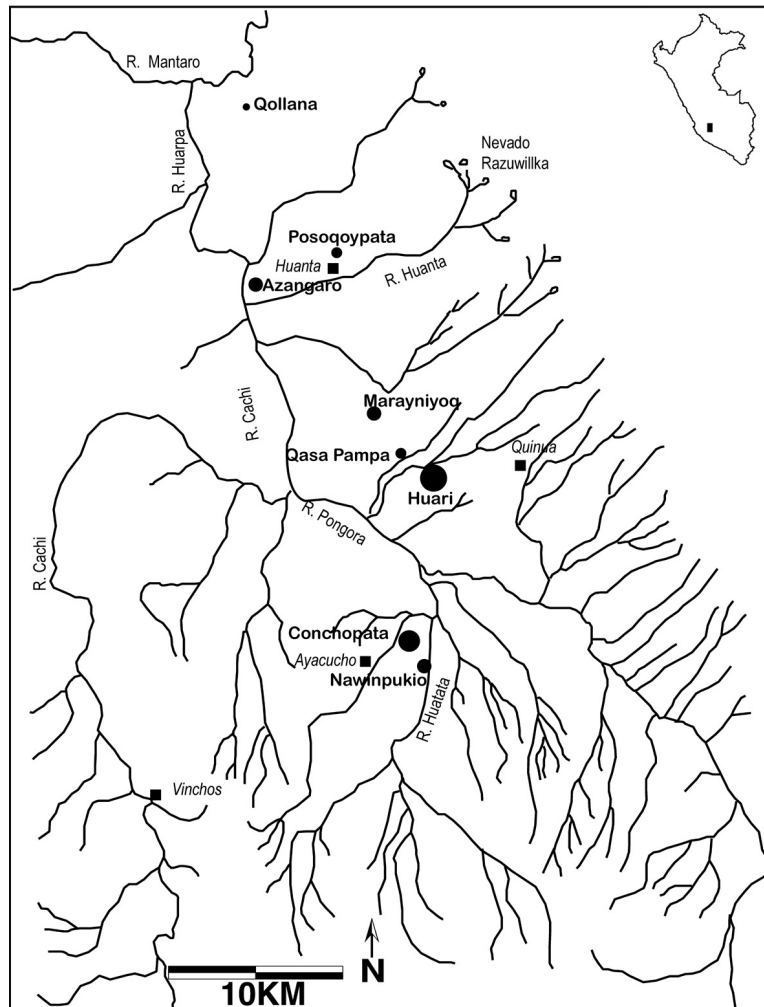 R. Mantaro
Qollana
R. Huarpa
Nevado
Razuwillka
Posoqoypata
Huanta
Azangaro
R. Huanta
Marayniyoq
R. Cachi
Qasa Pampa
Quinua
Huari
R. Pongora
R. Cachi
Conchopata
Ayacucho
Nawinpukio
R. Huatata
Vinchos
N
10KM